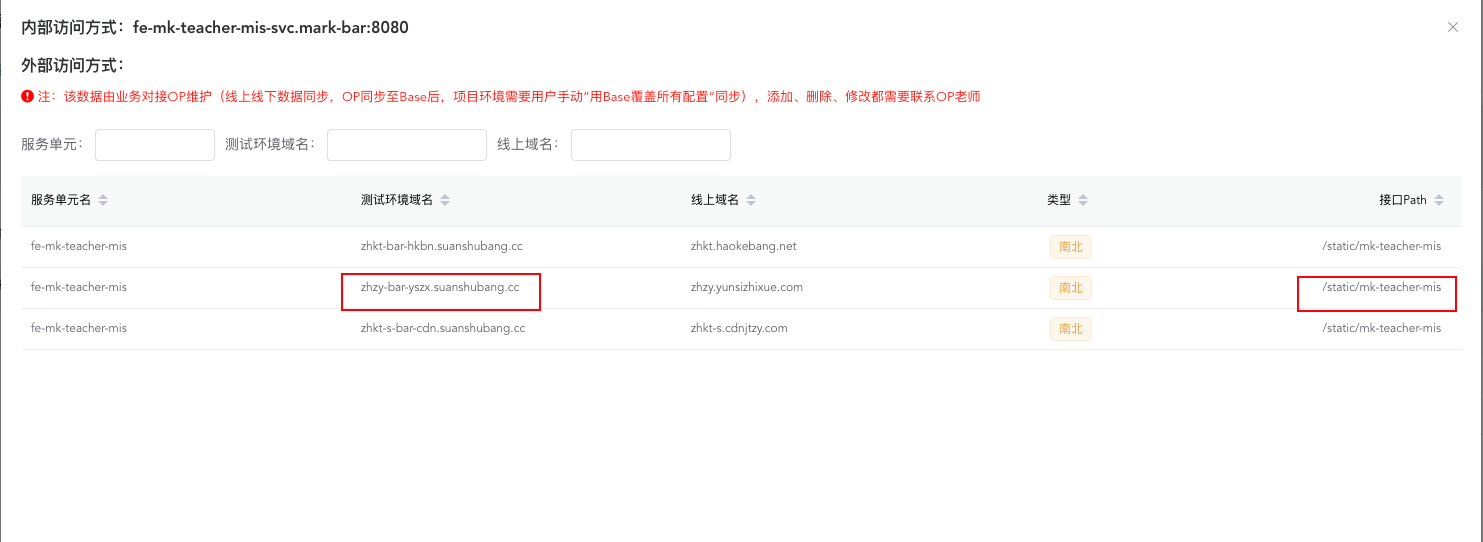 内部访问方式：fe-mk-teacher-mis-svc.mark-bar:8080
外部访问方式：
注：该数据由业务对接OP维护（线上线下数据同步，OP同步至Base后，项目环境需要用户手动"用Base覆盖所有配置"同步），添加、删除、修改都需要联系OP老师
服务单元： 测试环境域名： 线上域名：
服务单元名 测试环境域名 线上域名 类型 接口Path
fe-mk-teacher-mis zhkt-bar-hkbn.suanshubang.cc zhkt.haokebang.net 南北 /static/mk-teacher-mis
fe-mk-teacher-mis zhzy-bar-yszx.suanshubang.cc zhzy.yunsizhixue.com 南北 /static/mk-teacher-mis
fe-mk-teacher-mis zhkt-s-bar-cdn.suanshubang.cc zhkt-s.cdnjtzy.com 南北 /static/mk-teacher-mis